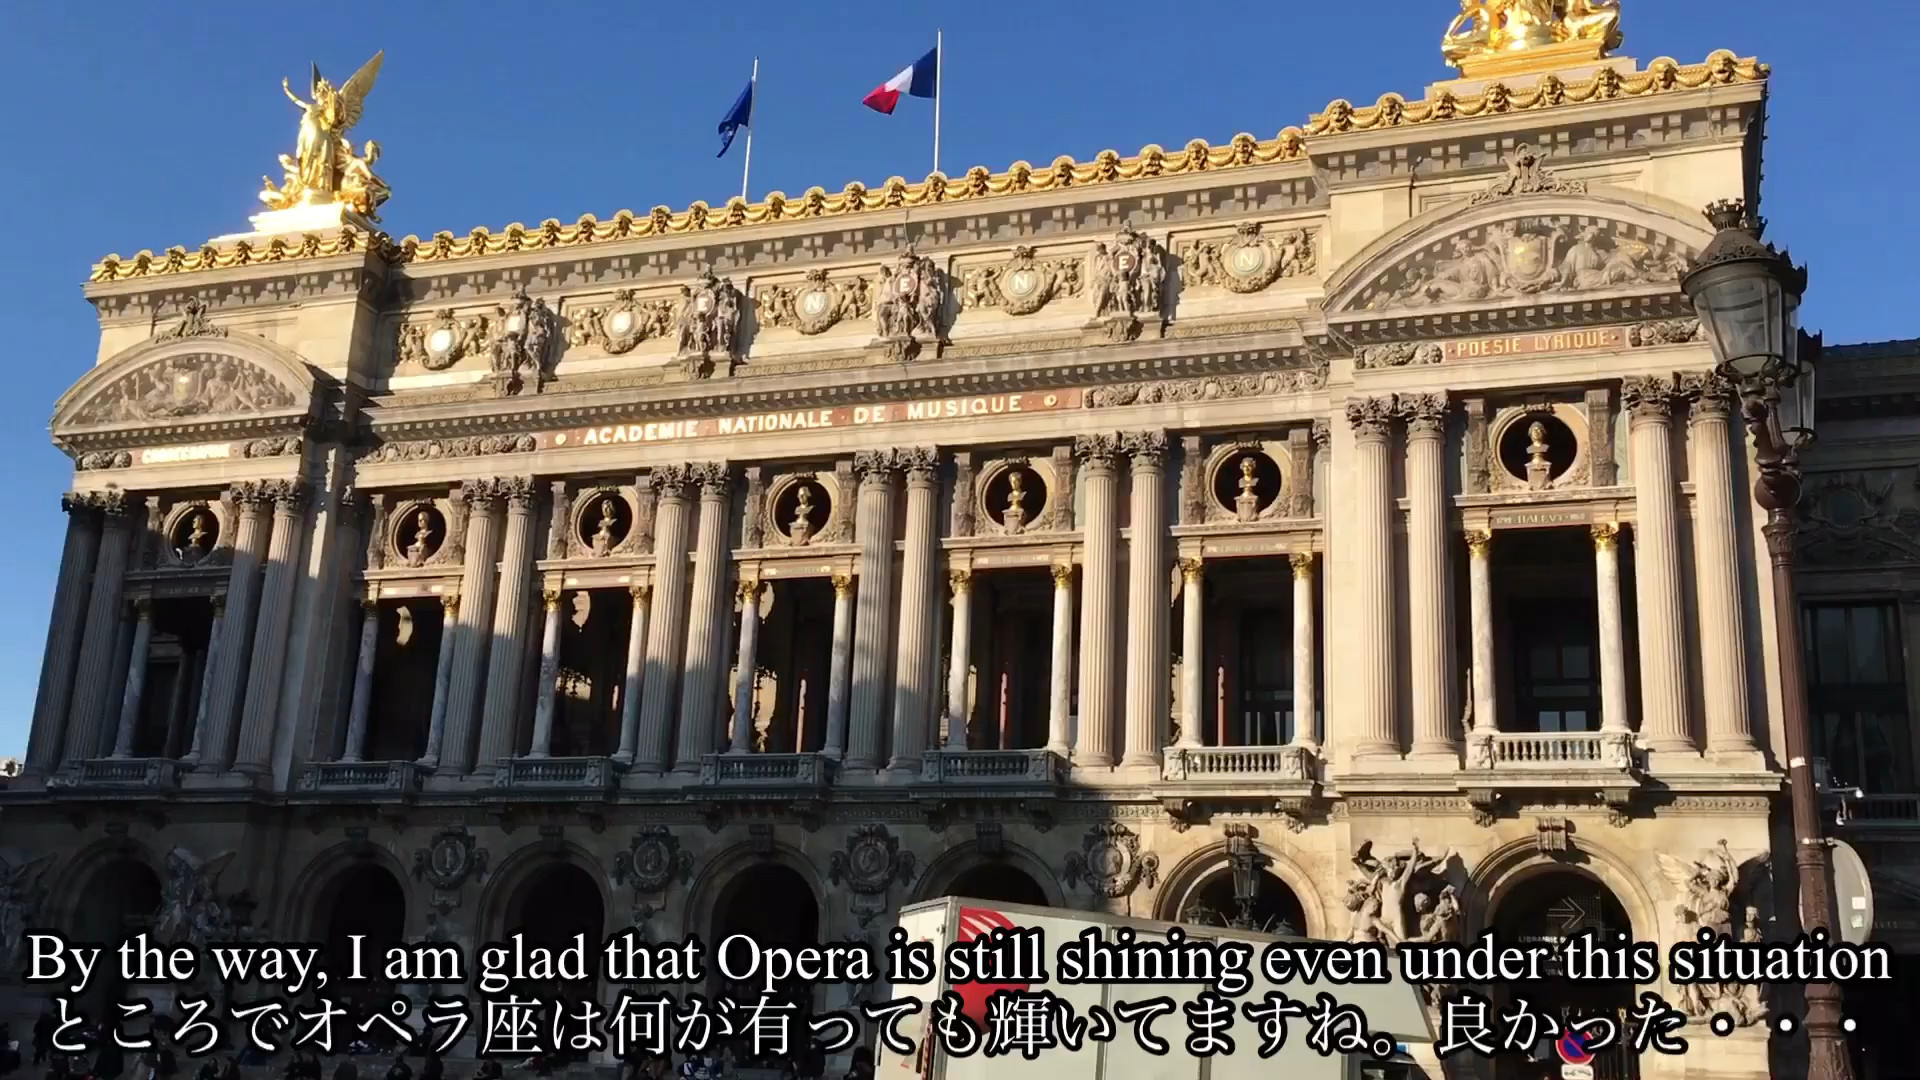 E
N
E
N
E
N
POESIE LYRIQUE
ACADEMIE NATIONALE DE MUSIQUE
CHOREGRAPHIE
By the way, I am glad that Opera is still shining even under this situation
ところでオペラ座は何が有っても輝いてますね。良かった・・・